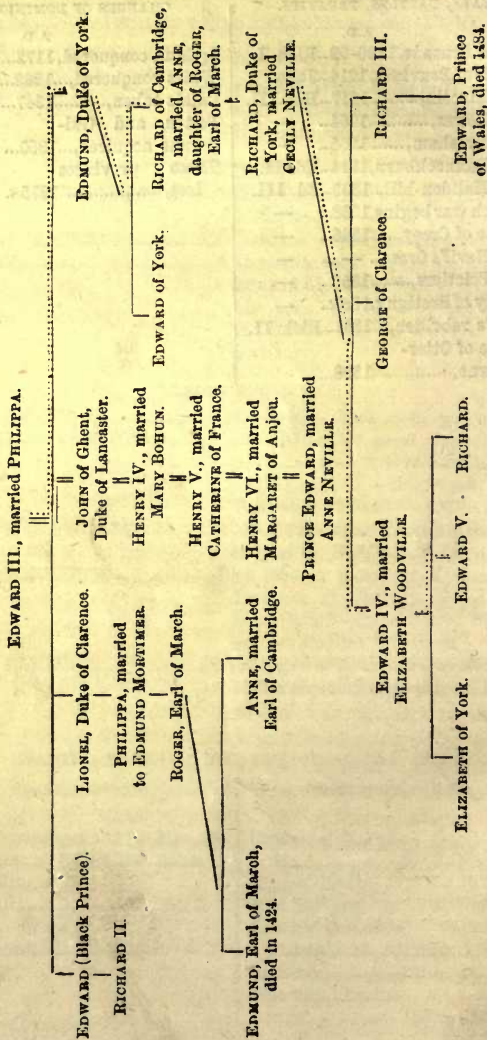 EDWARD III., married PHILIPPA.
EDWARD (Black Prince).
RICHARD II.
LIONEL, Duke of Clarence.
PHILIPPA, married
to EDMUND MORTIMER.
ROGER, Earl of March.
EDMUND, Earl of March,
died in 1424.
ANNE, married
Earl of Cambridge.
JOHN of Ghent,
Duke of Lancaster.
HENRY IV., married
MARY BOHUN.
HENRY V., married
CATHERINE of France.
HENRY VI., married
MARGARET of Anjou.
PRINCE EDWARD, married
ANNE NEVILLE.
EDMUND, Duke of York.
EDWARD of York.
RICHARD of Cambridge,
married ANNE,
daughter of ROGER,
Earl of March.
RICHARD, Duke of
York, married
CECILY NEVILLE.
EDWARD IV., married
ELIZABETH WOODVILLE.
GEORGE of Clarence.
RICHARD III.
ELIZABETH of York.
EDWARD V.
RICHARD.
EDWARD, Prince
of Wales, died 1484.